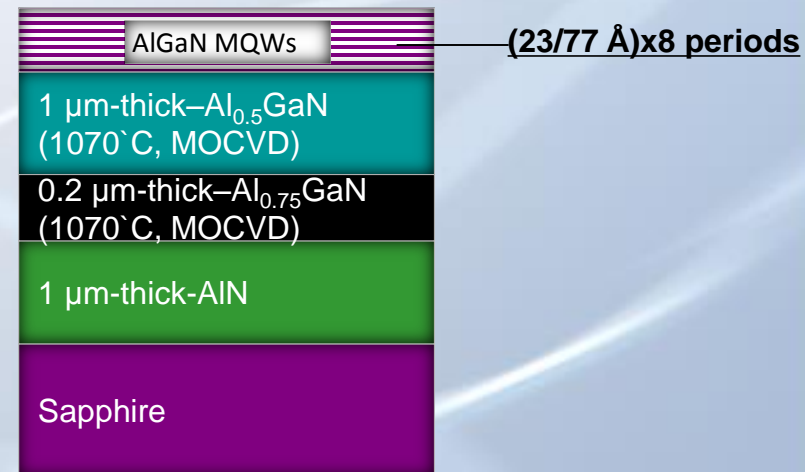 AlGaN MQWs
(23/77 Å)x8 periods
1 µm-thick–Al₀.₅GaN
(1070`C, MOCVD)
0.2 µm-thick–Al₀.₇₅GaN
(1070`C, MOCVD)
1 µm-thick-AlN
Sapphire